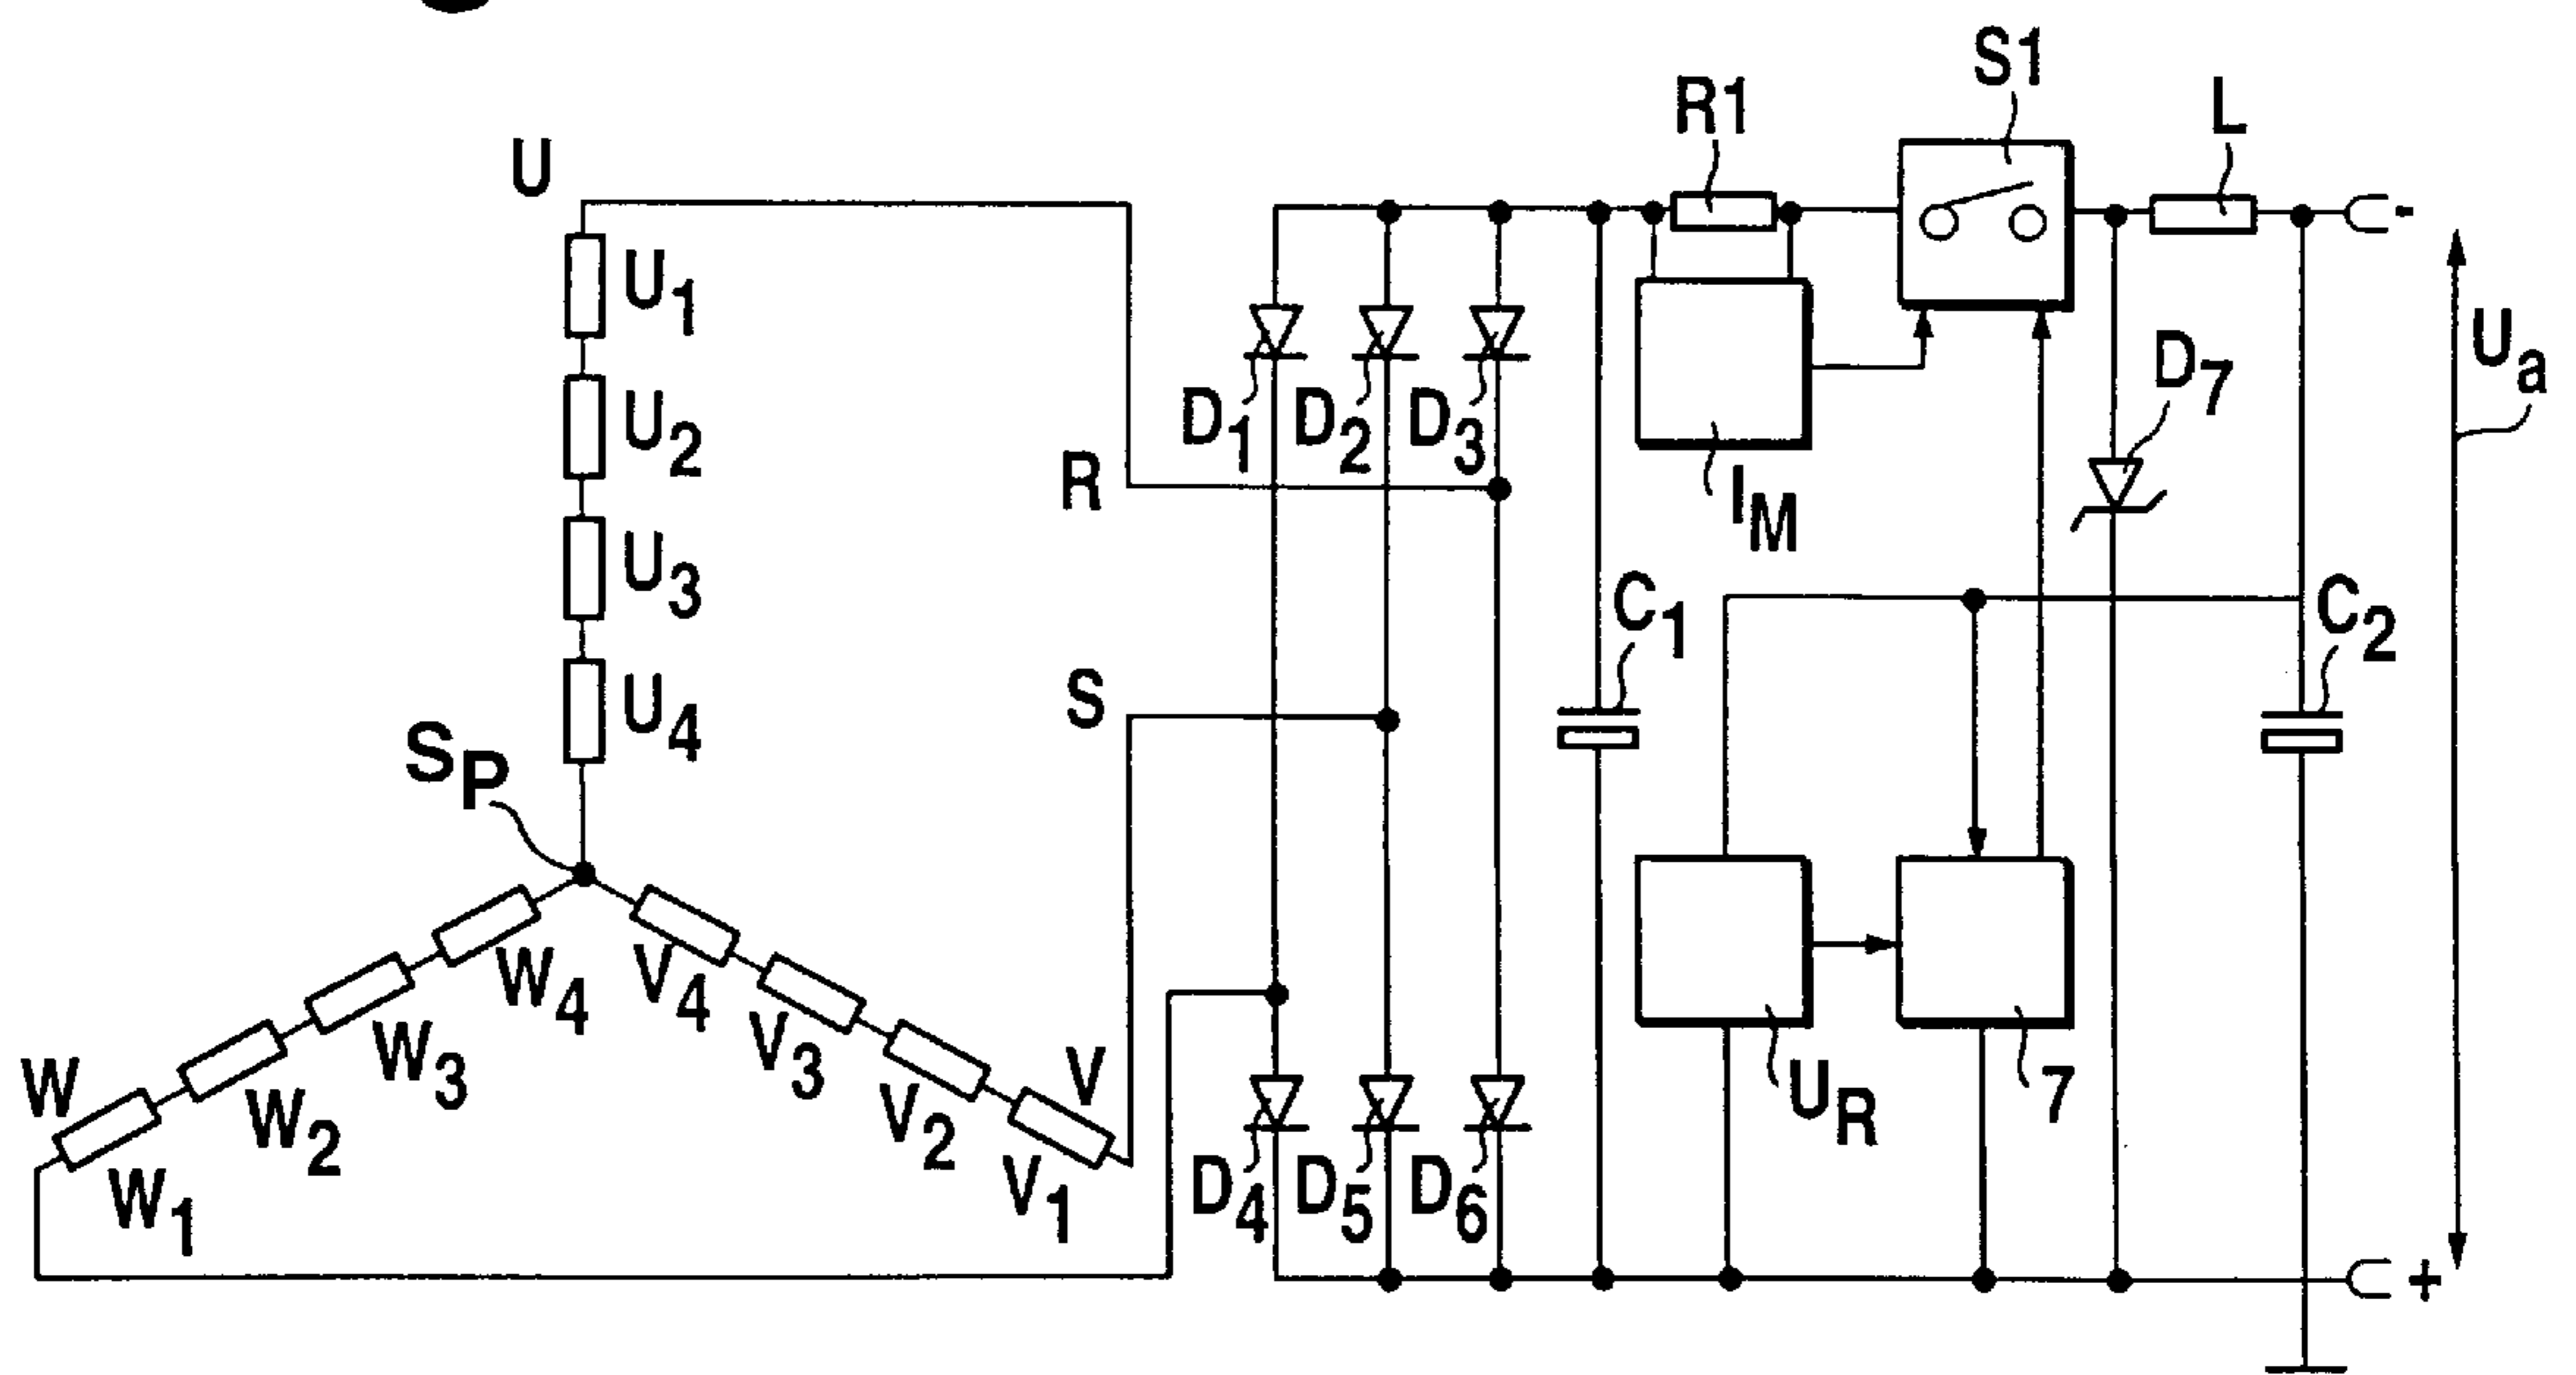 S1
R1
L
U
U1
D7
Ua
D1
D2
D3
U2
R
IM
U3
C1
C2
S
U4
SP
W4
V4
V3
W3
W
V
W2
V2
UR
7
W1
V1
D4
D5
D6
-
+